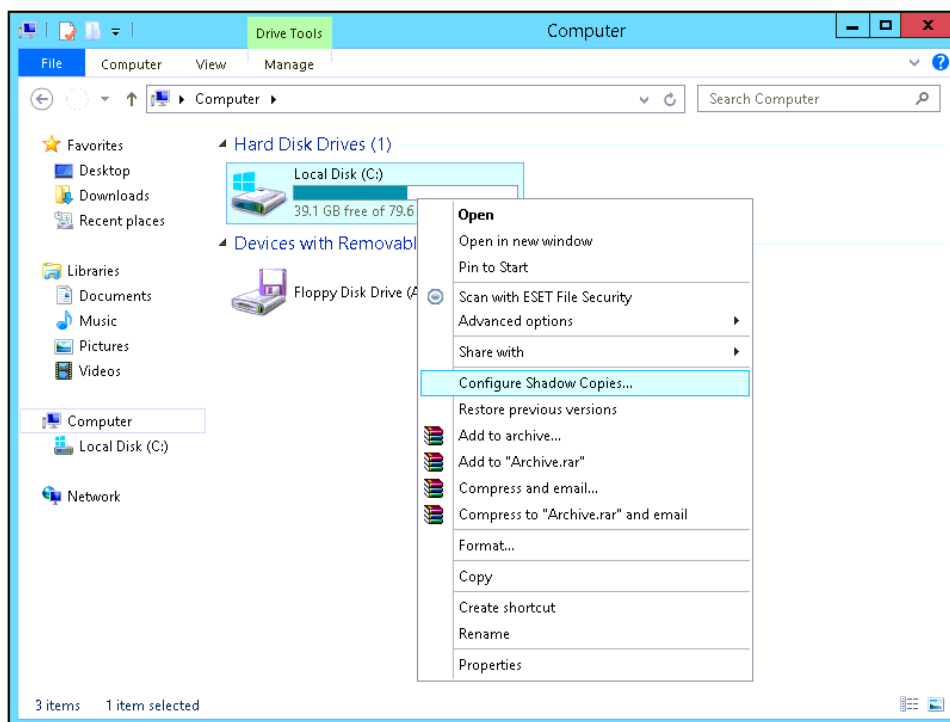 Drive Tools
Computer
File
Computer
View
Manage
Computer
Search Computer
Favorites
Desktop
Downloads
Recent places
Libraries
Documents
Music
Pictures
Videos
Computer
Local Disk (C:)
Network
Hard Disk Drives (1)
Local Disk (C:)
39.1 GB free of 79.6
Devices with Removabl
Floppy Disk Drive (A
Open
Open in new window
Pin to Start
Scan with ESET File Security
Advanced options
Share with
Configure Shadow Copies...
Restore previous versions
Add to archive...
Add to "Archive.rar"
Compress and email...
Compress to "Archive.rar" and email
Format...
Copy
Create shortcut
Rename
Properties
3 items
1 item selected